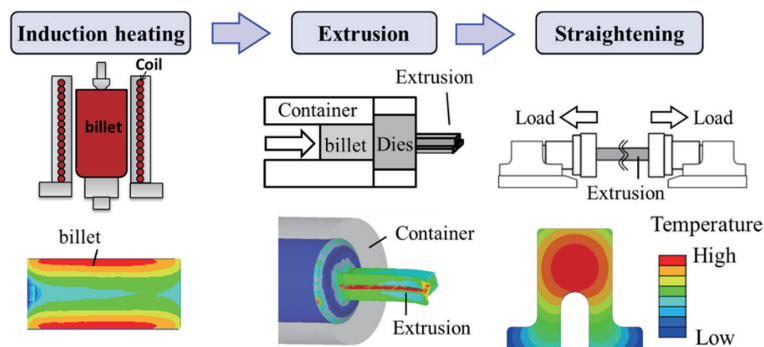 Induction heating
Extrusion
Straightening
Coil
billet
Container
billet
Dies
Extrusion
Load
Load
Extrusion
billet
Container
Extrusion
Temperature
High
Low